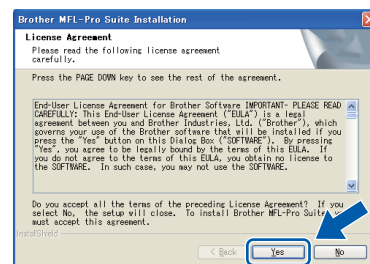 Brother MFL-Pro Suite Installation
License Agreement
Please read the following license agreement
carefully.
Press the PAGE DOWN key to see the rest of the agreement.
End-User License Agreement for Brother Software IMPORTANT- PLEASE READ
CAREFULLY: This End-User License Agreement ("EULA") is a legal
agreement between you and Brother Industries, Ltd. ("Brother"), which
governs your use of the Brother software that will be installed if you
press the "Yes" button on this Dialog Box ("SOFTWARE"). By pressing
"Yes", you agree to be legally bound by the terms of this EULA. If
you do not agree to the terms of this EULA, you obtain no license to
the SOFTWARE. In such case, you may not use the SOFTWARE.
Do you accept all the terms of the preceding License Agreement? If you
select No, the setup will close. To install Brother MFL-Pro Suite,
must accept this agreement.
InstallShield
< Back Yes No